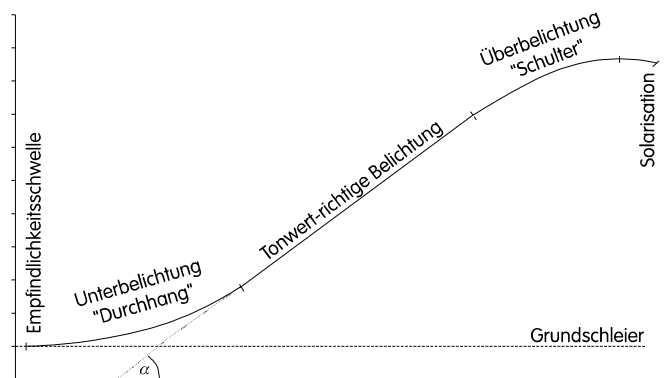 Überbelichtung
"Schulter"
Solarisation
Tonwert-richtige Belichtung
Empfindlichkeitsschwelle
Unterbelichtung
"Durchhang"
Grundschleier
α